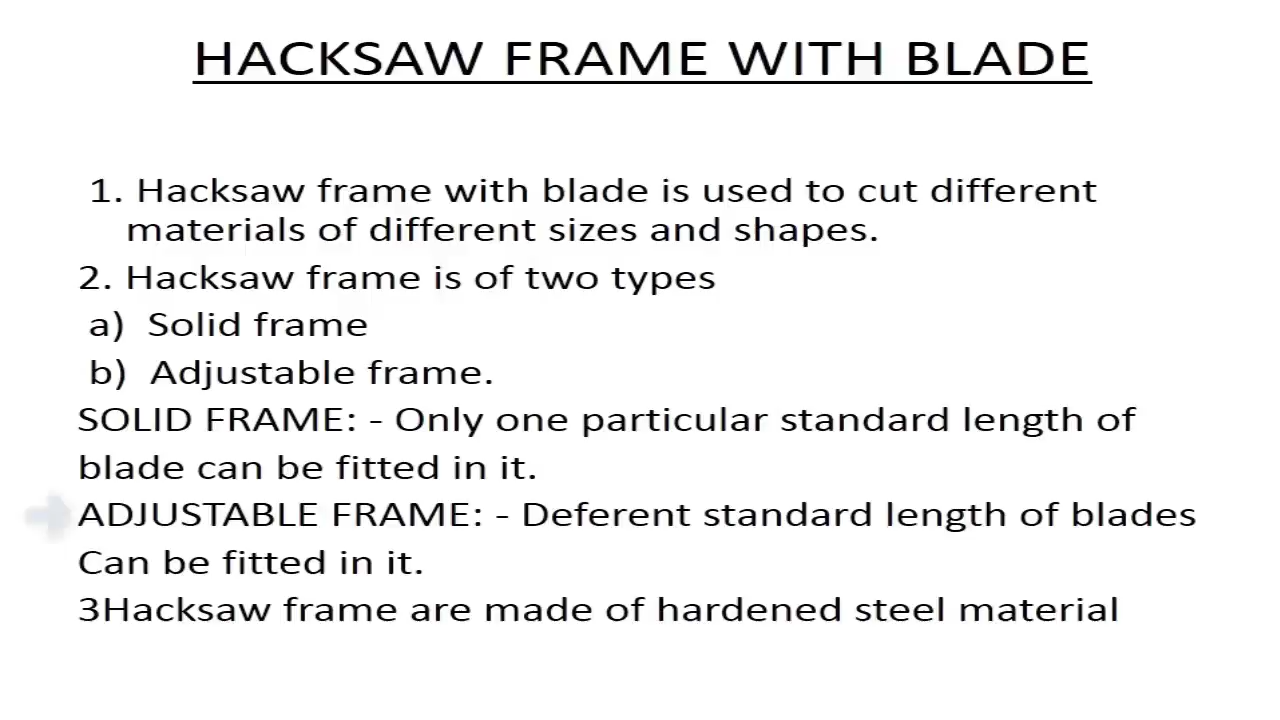 HACKSAW FRAME WITH BLADE
1. Hacksaw frame with blade is used to cut different
materials of different sizes and shapes.
2. Hacksaw frame is of two types
a) Solid frame
b) Adjustable frame.
SOLID FRAME: - Only one particular standard length of
blade can be fitted in it.
ADJUSTABLE FRAME: - Deferent standard length of blades
Can be fitted in it.
3Hacksaw frame are made of hardened steel material